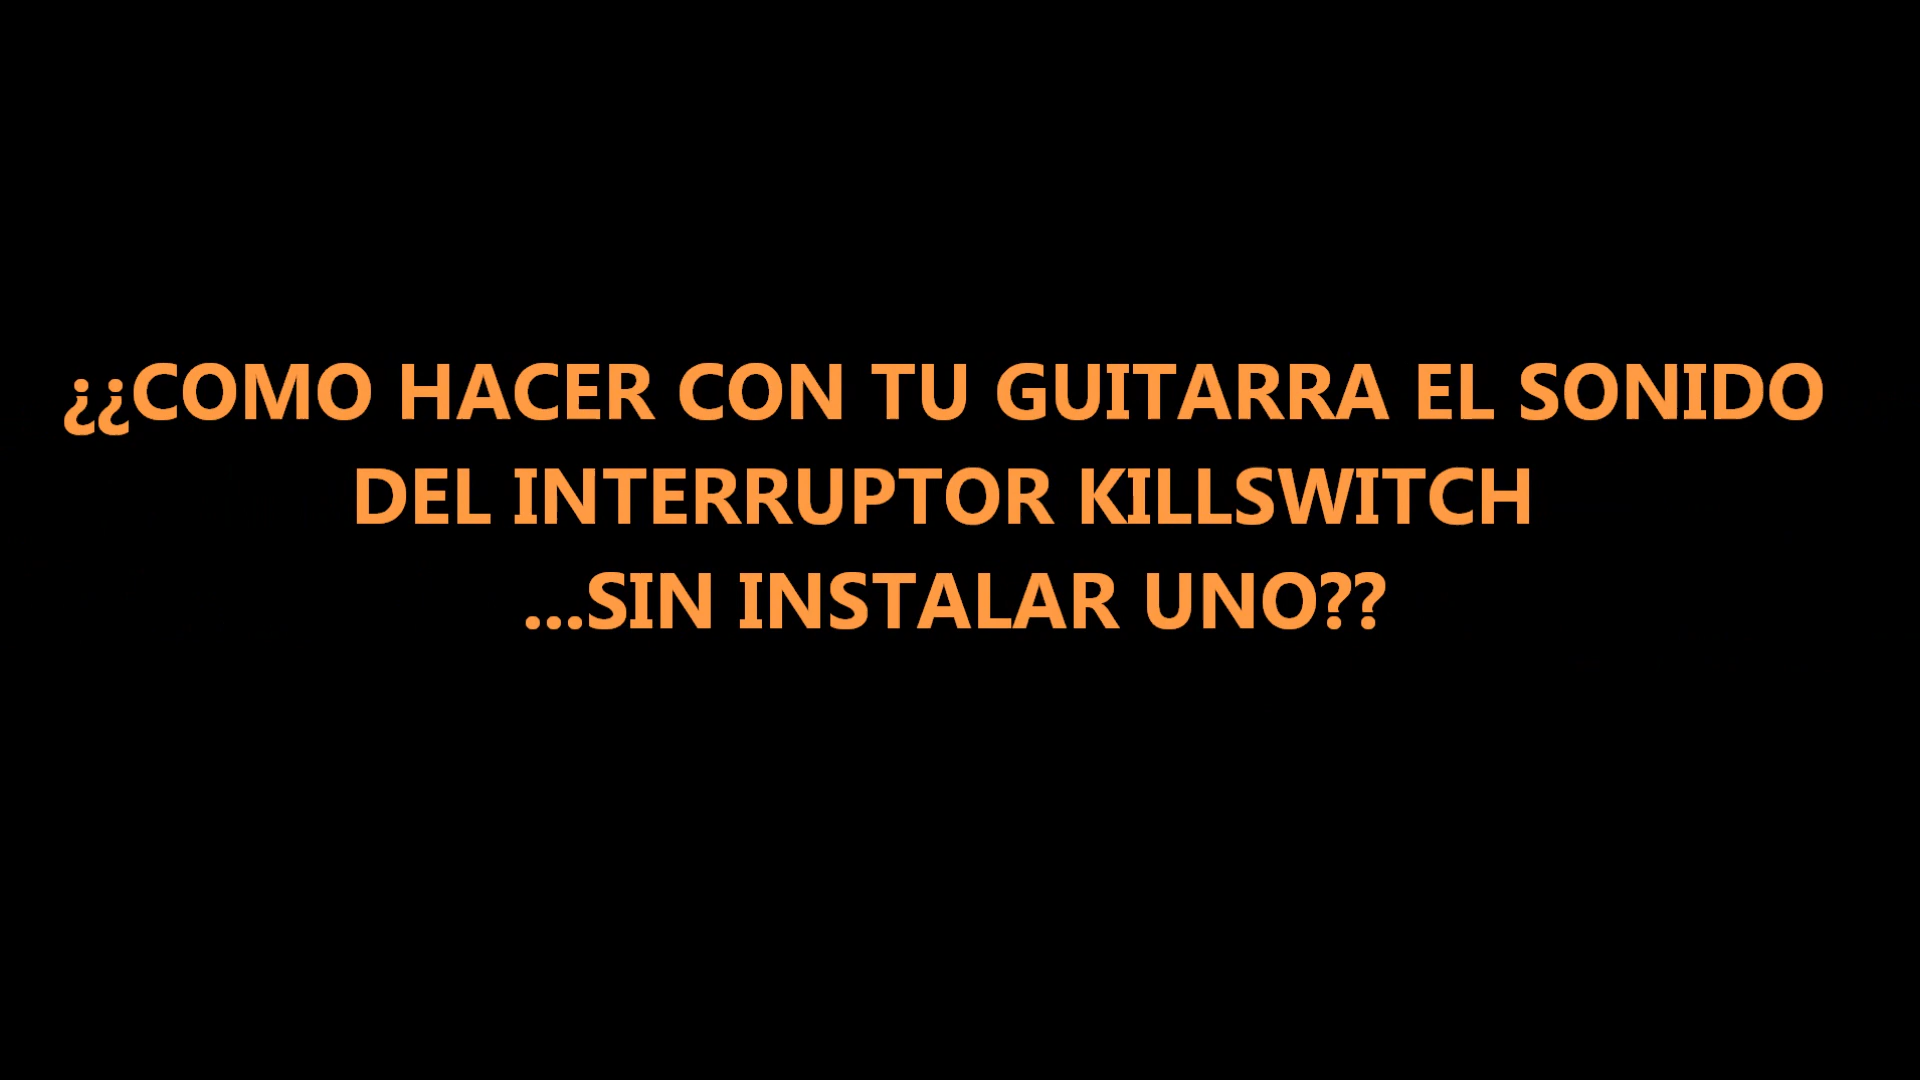 ¿¿COMO HACER CON TU GUITARRA EL SONIDO
DEL INTERRUPTOR KILLSWITCH
...SIN INSTALAR UNO??